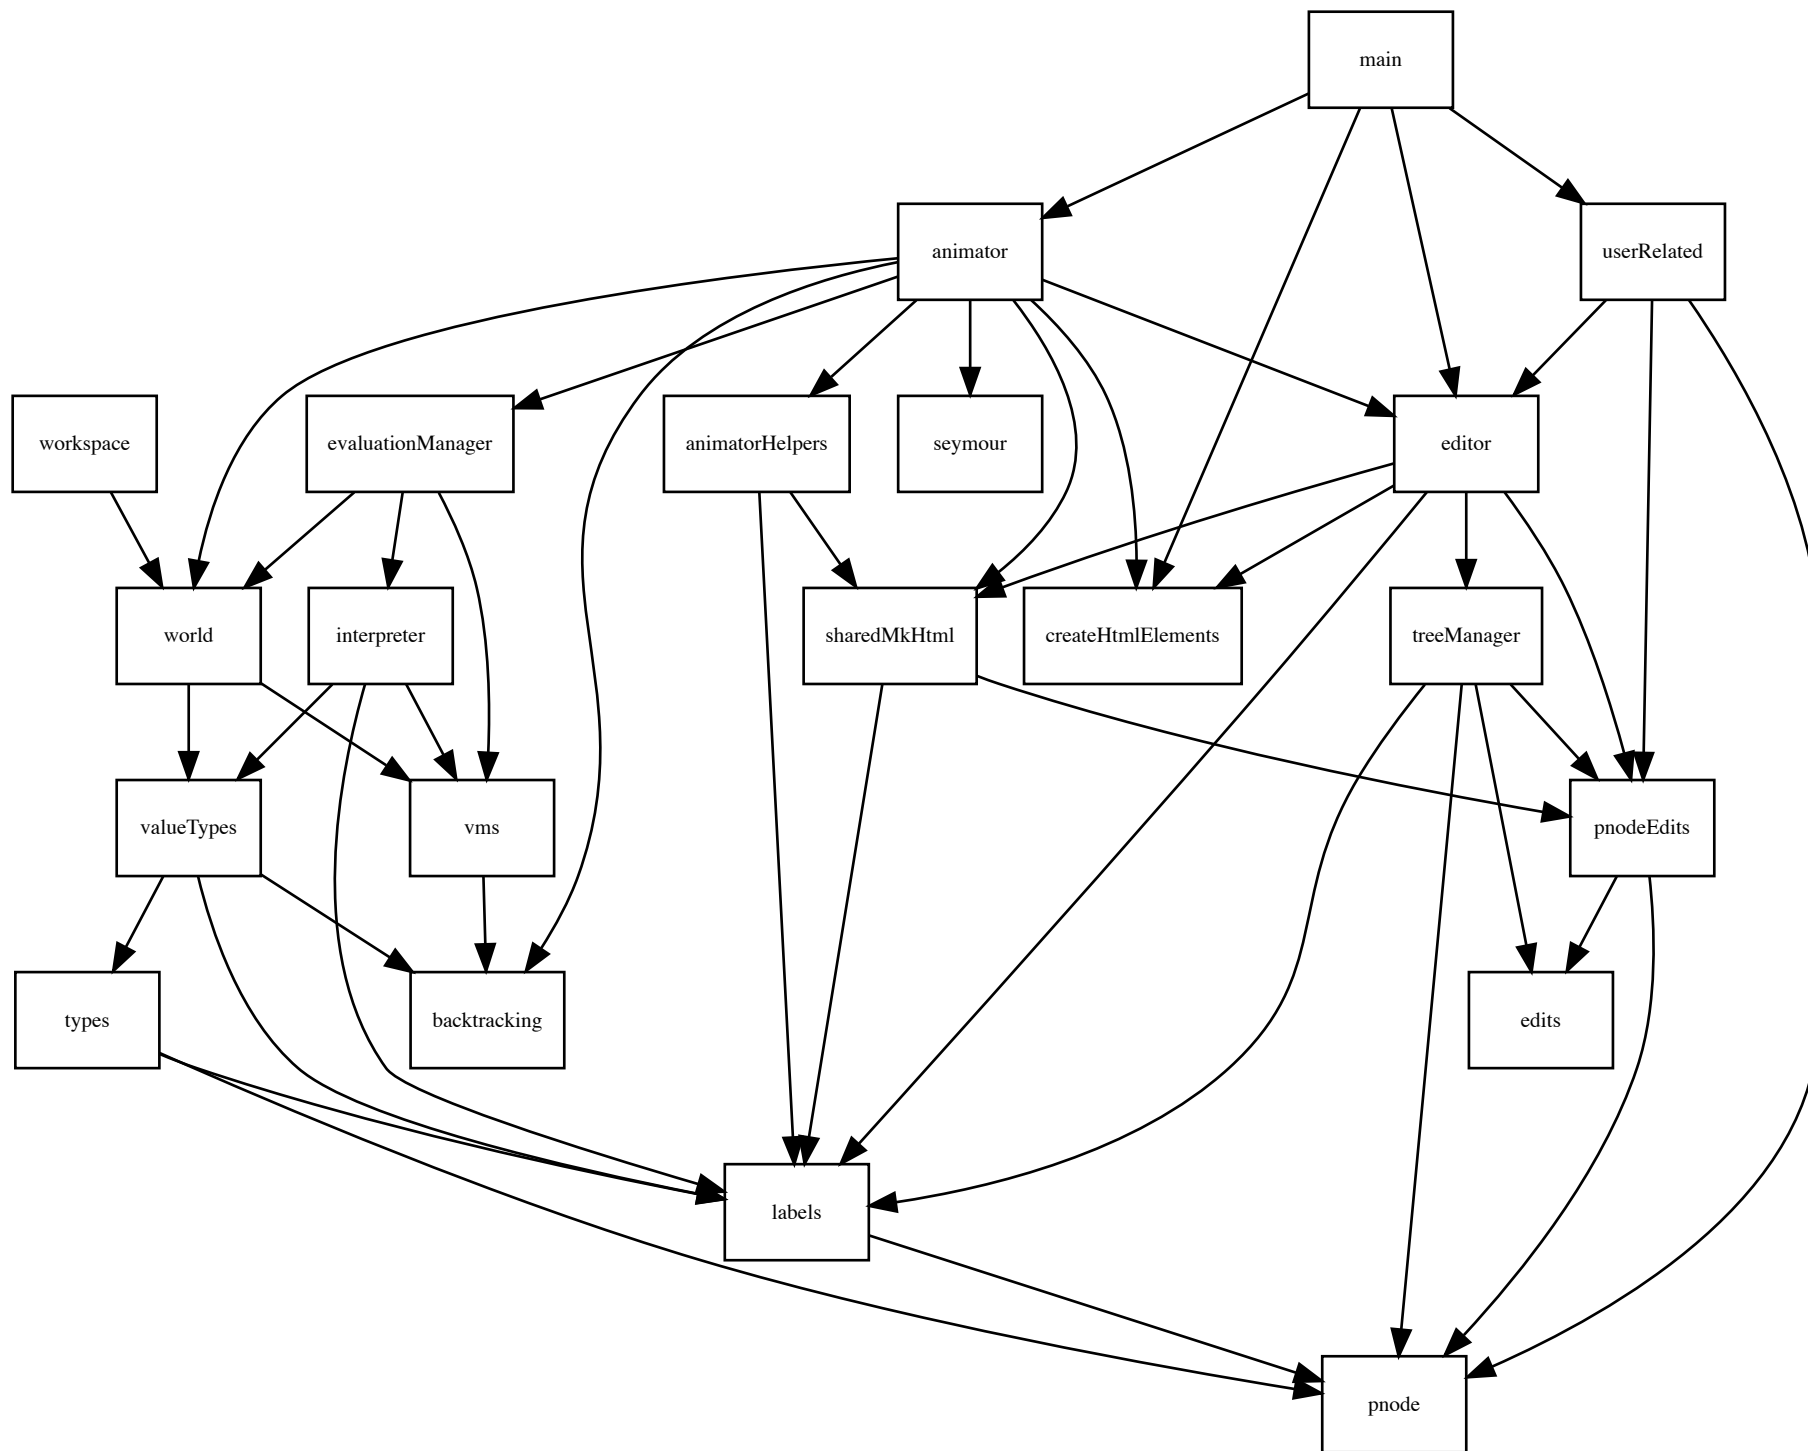 main
animator
userRelated
workspace
evaluationManager
animatorHelpers
seymour
editor
world
interpreter
sharedMkHtml
createHtmlElements
treeManager
valueTypes
vms
pnodeEdits
types
backtracking
edits
labels
pnode